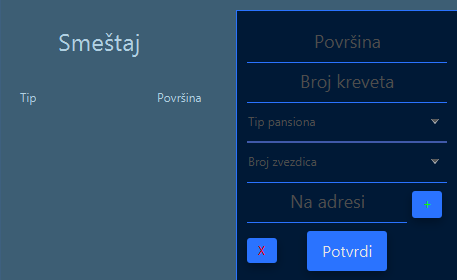 Smeštaj
Tip Površina
Površina
Broj kreveta
Tip pansiona
Broj zvezdica
Na adresi +
X Potvrdi